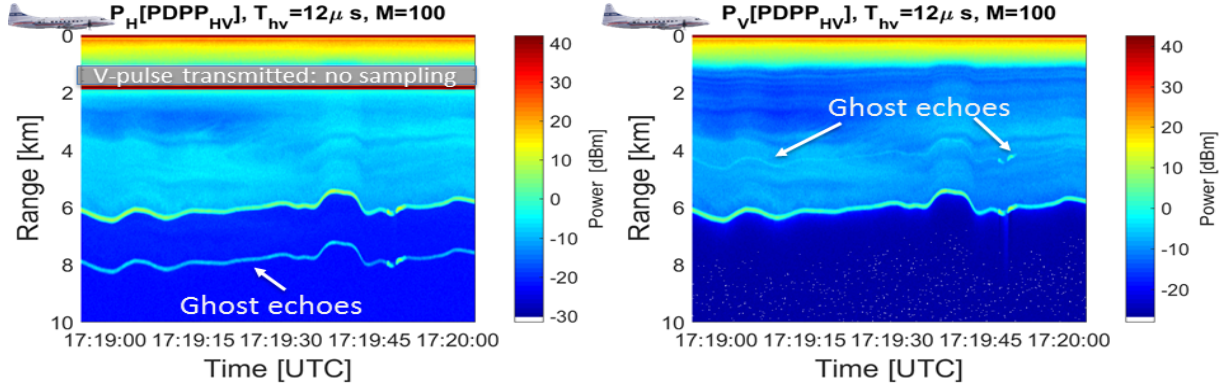 P_H[PDPP_HV], T_hv=12μ s, M=100
0
2
4
6
8
10
Range [km]
V-pulse transmitted: no sampling
Ghost echoes
17:19:00 17:19:15 17:19:30 17:19:45 17:20:00
Time [UTC]
40
30
20
10
0
-10
-20
-30
Power [dBm]
P_V[PDPP_HV], T_hv=12μ s, M=100
0
2
4
6
8
10
Range [km]
Ghost echoes
17:19:00 17:19:15 17:19:30 17:19:45 17:20:00
Time [UTC]
40
30
20
10
0
-10
-20
Power [dBm]